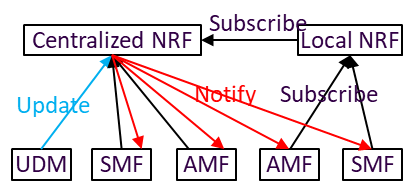 Subscribe
Centralized NRF
Local NRF
Update
Notify
Subscribe
UDM
SMF
AMF
AMF
SMF